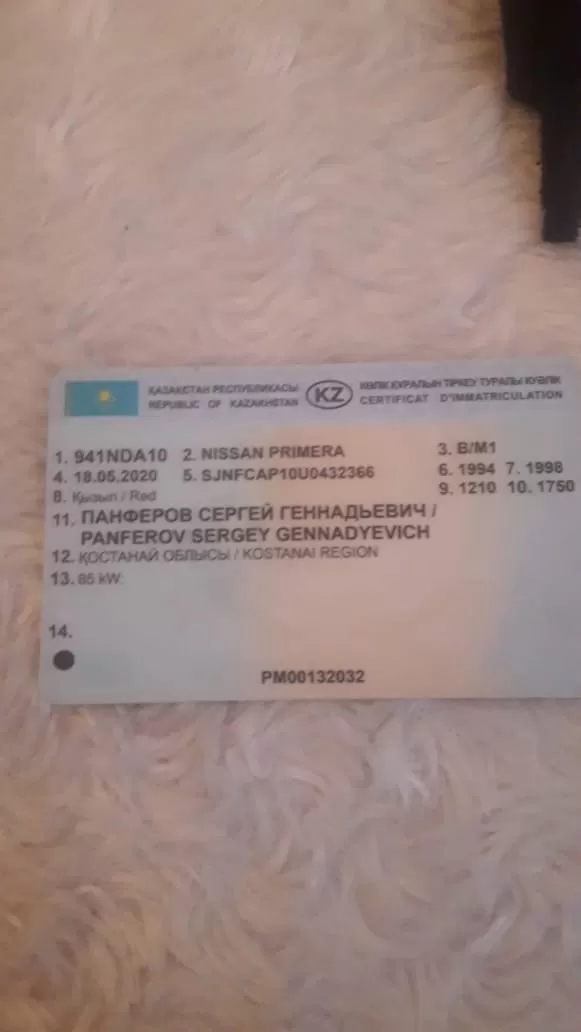 ҚАЗАҚСТАН РЕСПУБЛИКАСЫ
REPUBLIC OF KAZAKHSTAN
KZ
КӨЛІК ҚҰРАЛЫН ТІРКЕУ ТУРАЛЫ КУӘЛІК
CERTIFICAT D'IMMATRICULATION
1. 941NDA10 2. NISSAN PRIMERA 3. B/M1
4. 18.05.2020 5. SJNFCAP10U0432366 6. 1994 7. 1998
8. Қызыл / Red 9. 1210 10. 1750
11. ПАНФЕРОВ СЕРГЕЙ ГЕННАДЬЕВИЧ /
PANFEROV SERGEY GENNADYEVICH
12. ҚОСТАНАЙ ОБЛЫСЫ / KOSTANAI REGION
13. 85 kW:
14.
PM00132032